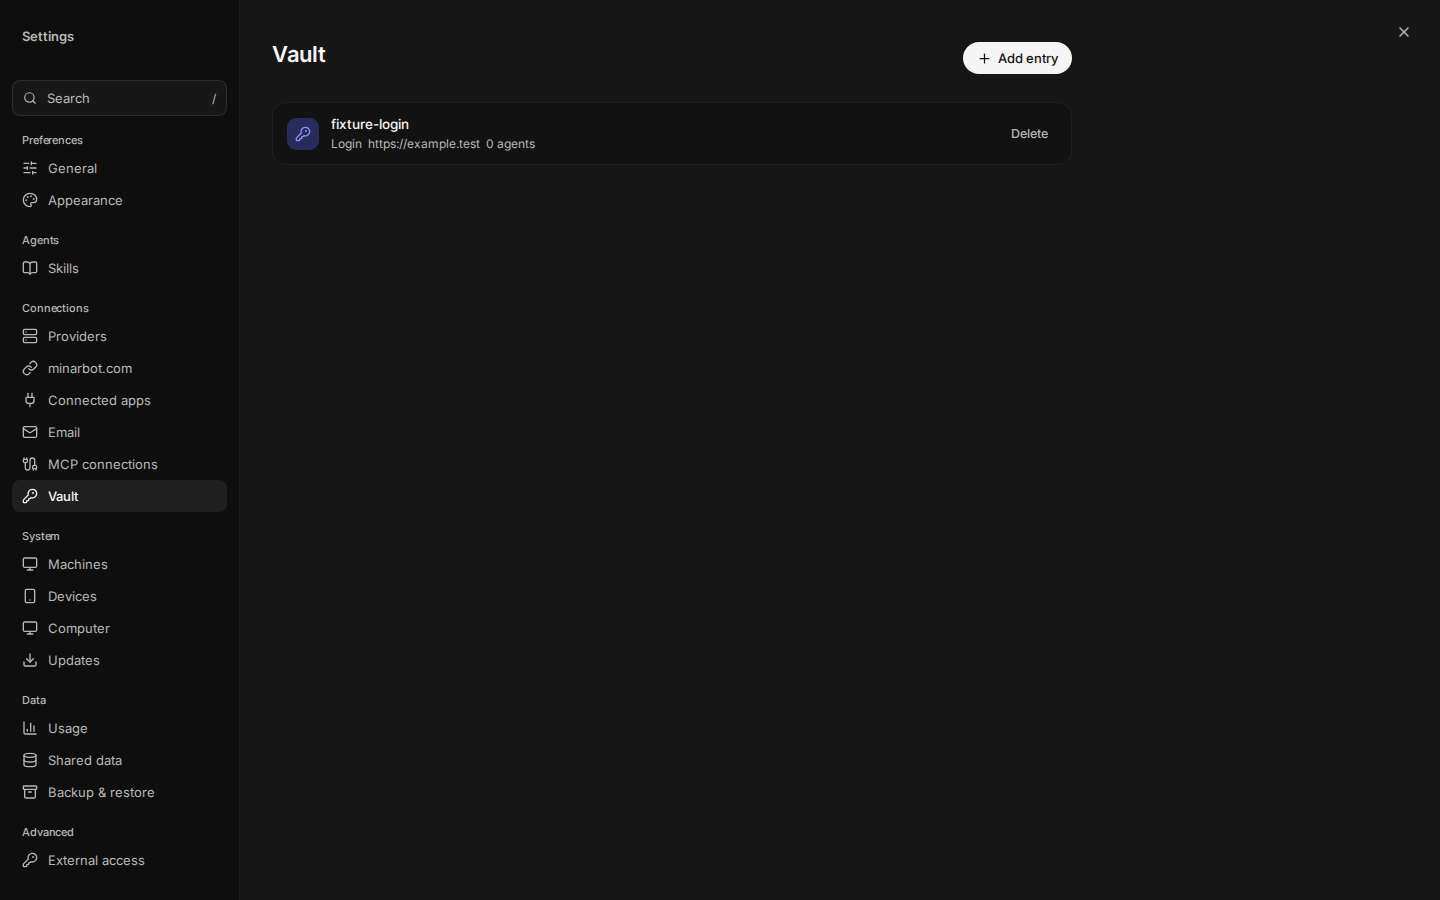 Settings
Search /
Preferences
General
Appearance
Agents
Skills
Connections
Providers
minarbot.com
Connected apps
Email
MCP connections
Vault
System
Machines
Devices
Computer
Updates
Data
Usage
Shared data
Backup & restore
Advanced
External access
Vault
Add entry
fixture-login
Login https://example.test 0 agents
Delete